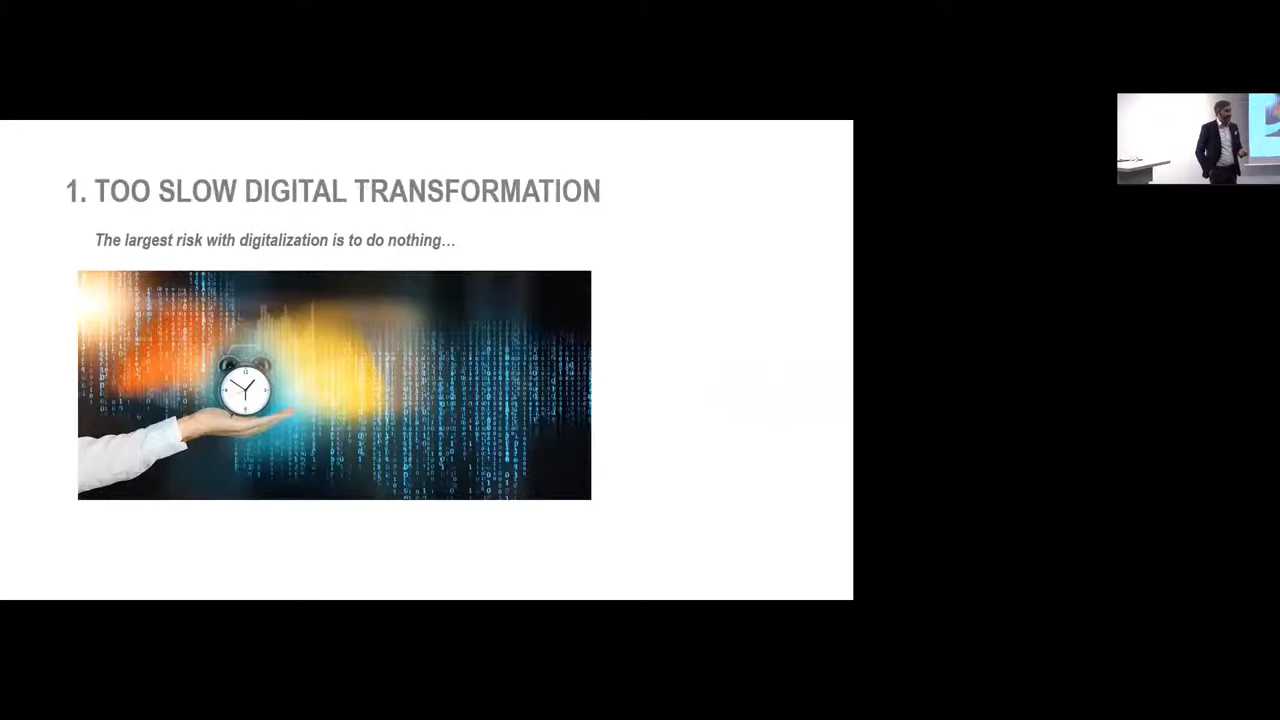 1. TOO SLOW DIGITAL TRANSFORMATION
The largest risk with digitalization is to do nothing…